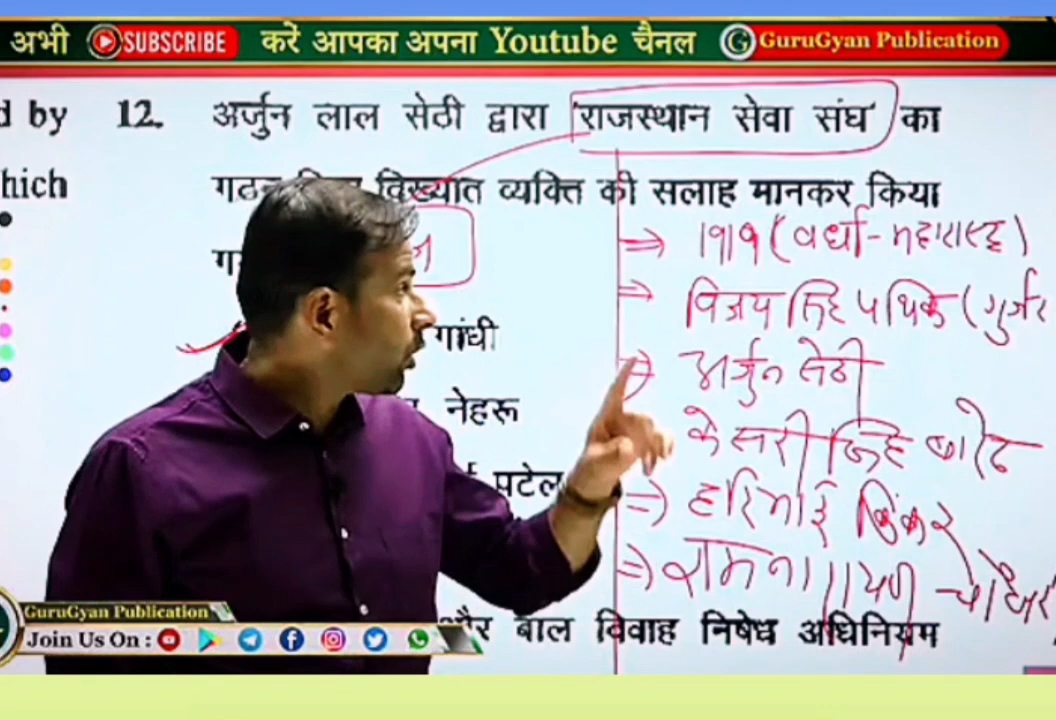 अभी SUBSCRIBE करें आपका अपना Youtube चैनल GuruGyan Publication
d by 12. अर्जुन लाल सेठी द्वारा 'राजस्थान सेवा संघ' का
hich विख्यात व्यक्ति की सलाह मानकर किया
⇒ 1919 (वर्धा-महाराष्ट्र)
⇒ विजय सिंह पथिक (गुर्जर
गांधी
⇒ अर्जुन सेठी
नेहरू
केसरी सिंह बारेठ
पटेल
⇒ हरिभाई किंकर
⇒ रामनारायण चौधरी
और बाल विवाह निषेध अधिनियम
GuruGyan Publication
Join Us On :